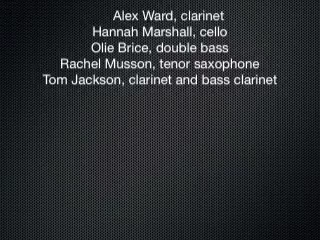 Alex Ward, clarinet
Hannah Marshall, cello
Olie Brice, double bass
Rachel Musson, tenor saxophone
Tom Jackson, clarinet and bass clarinet